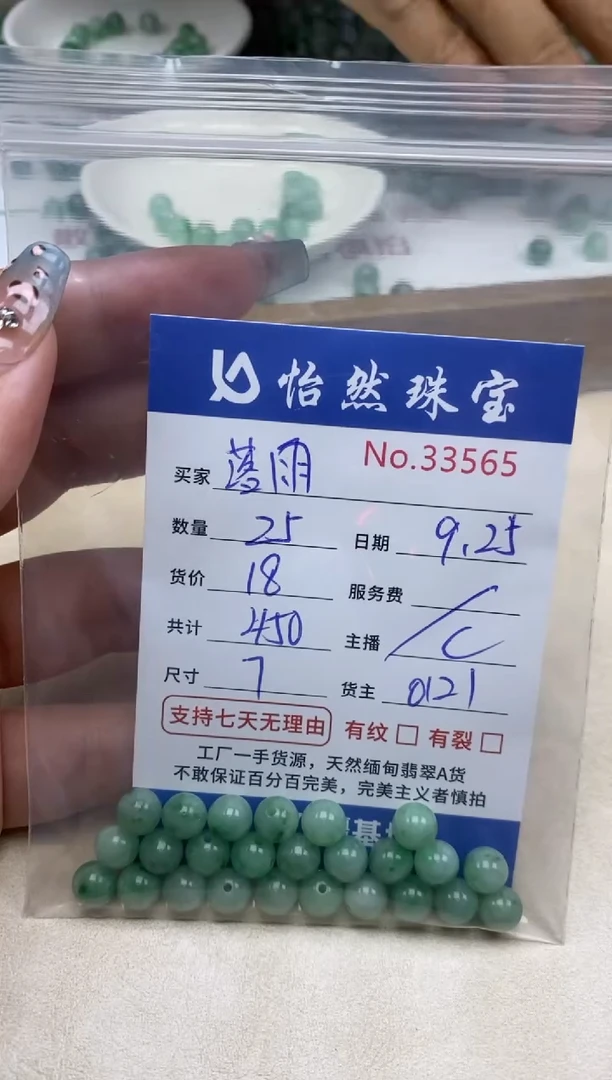 怡然珠宝
No.33565
买家 落雨
数量 25 日期 9.25
货价 18 服务费 /
共计 450 主播 C
尺寸 7 货主 0121
支持七天无理由 有纹 □ 有裂 □
工厂一手货源，天然缅甸翡翠A货
不敢保证百分百完美，完美主义者慎拍